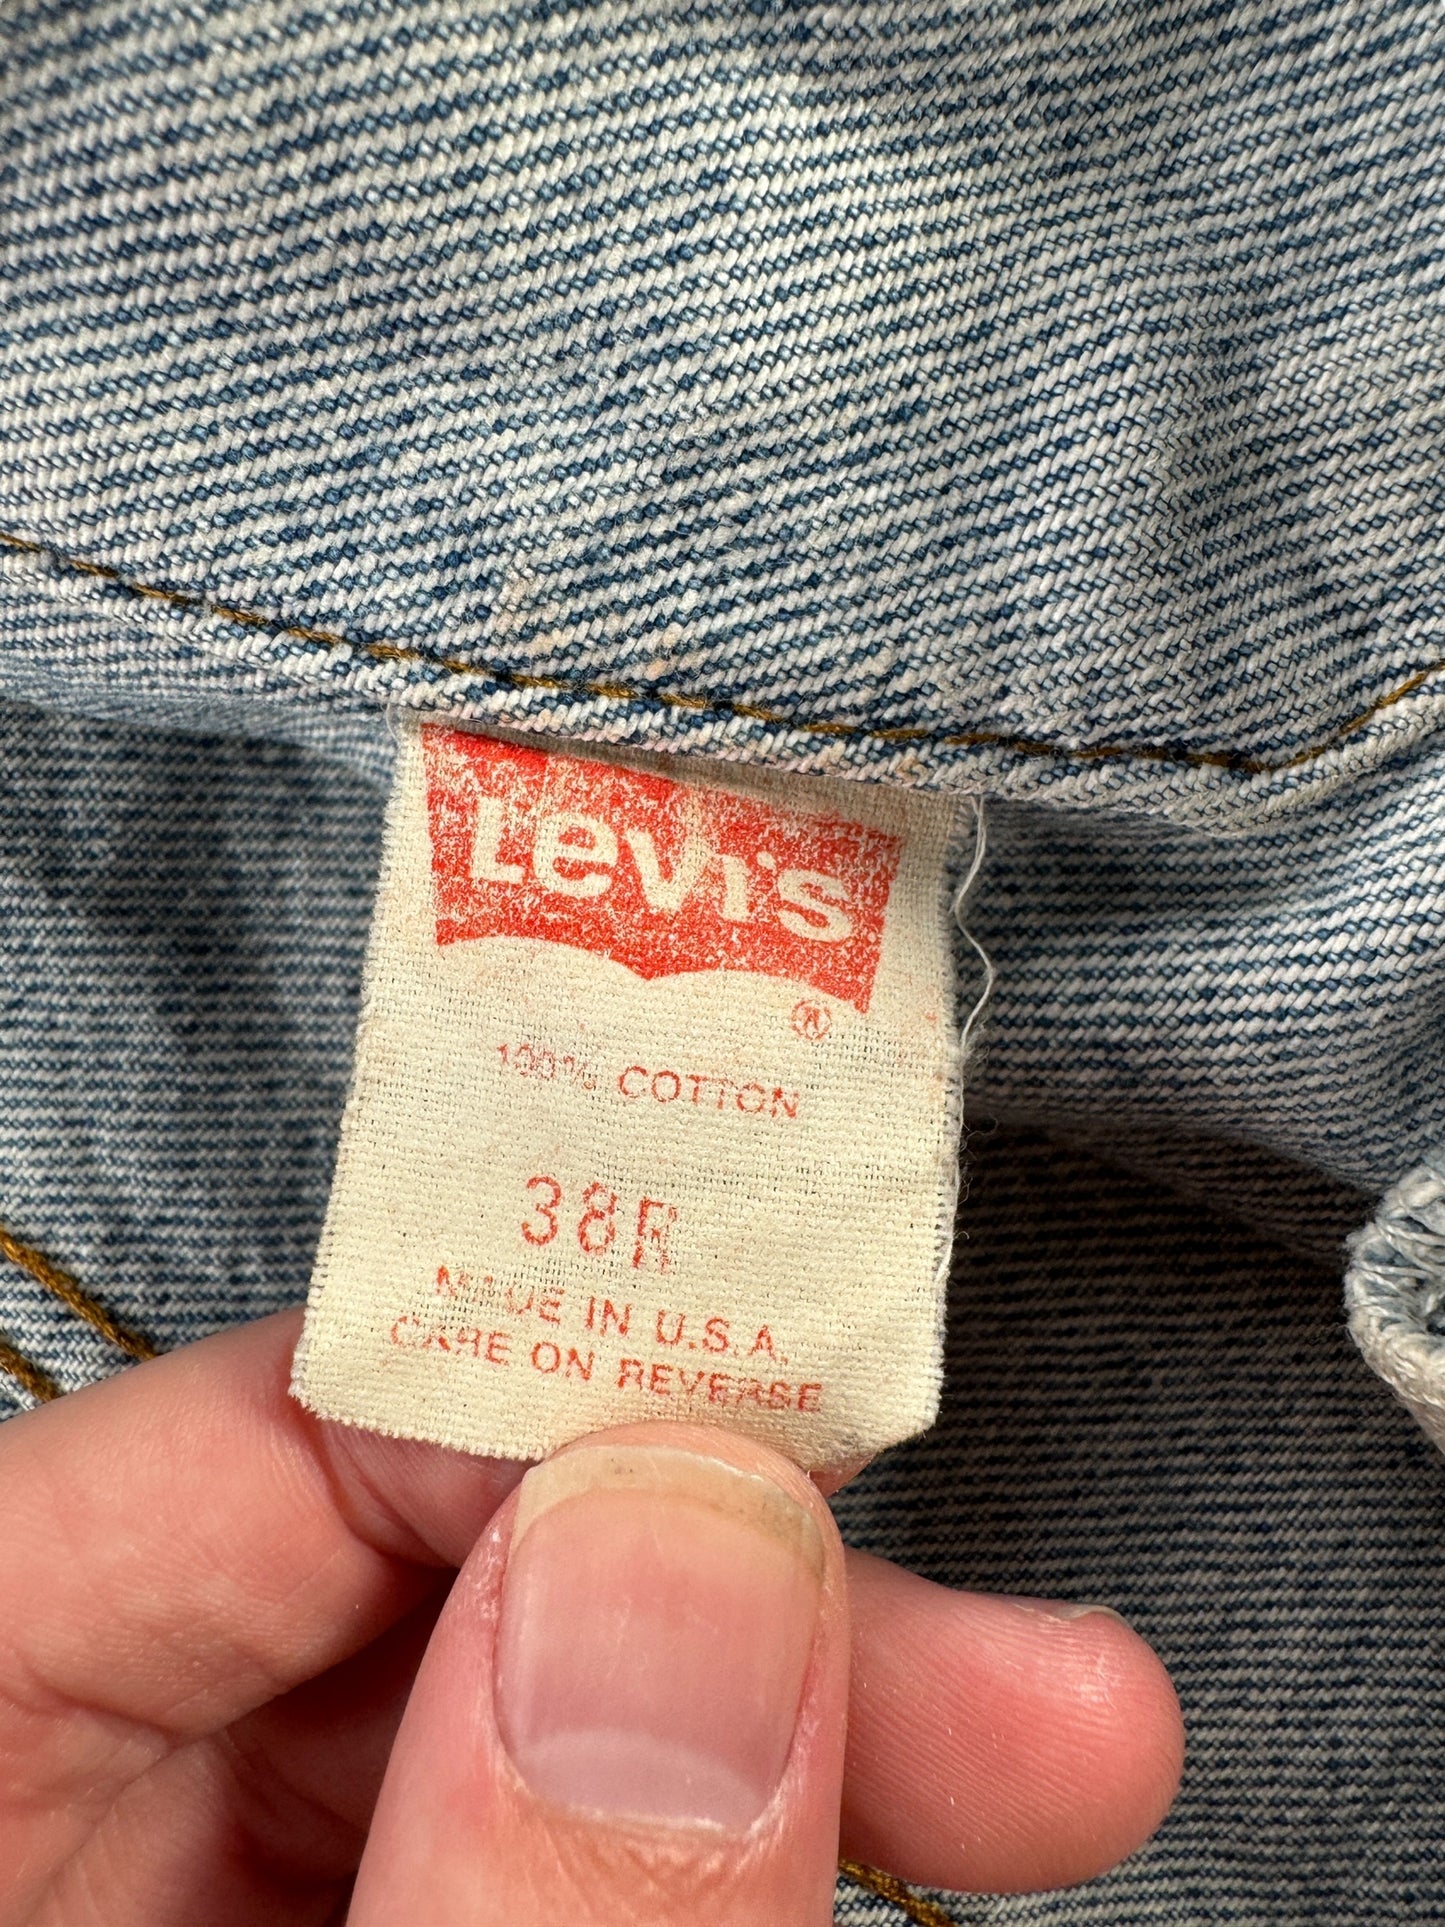 Levi's
®
100% COTTON
38R
MADE IN U.S.A.
CARE ON REVERSE